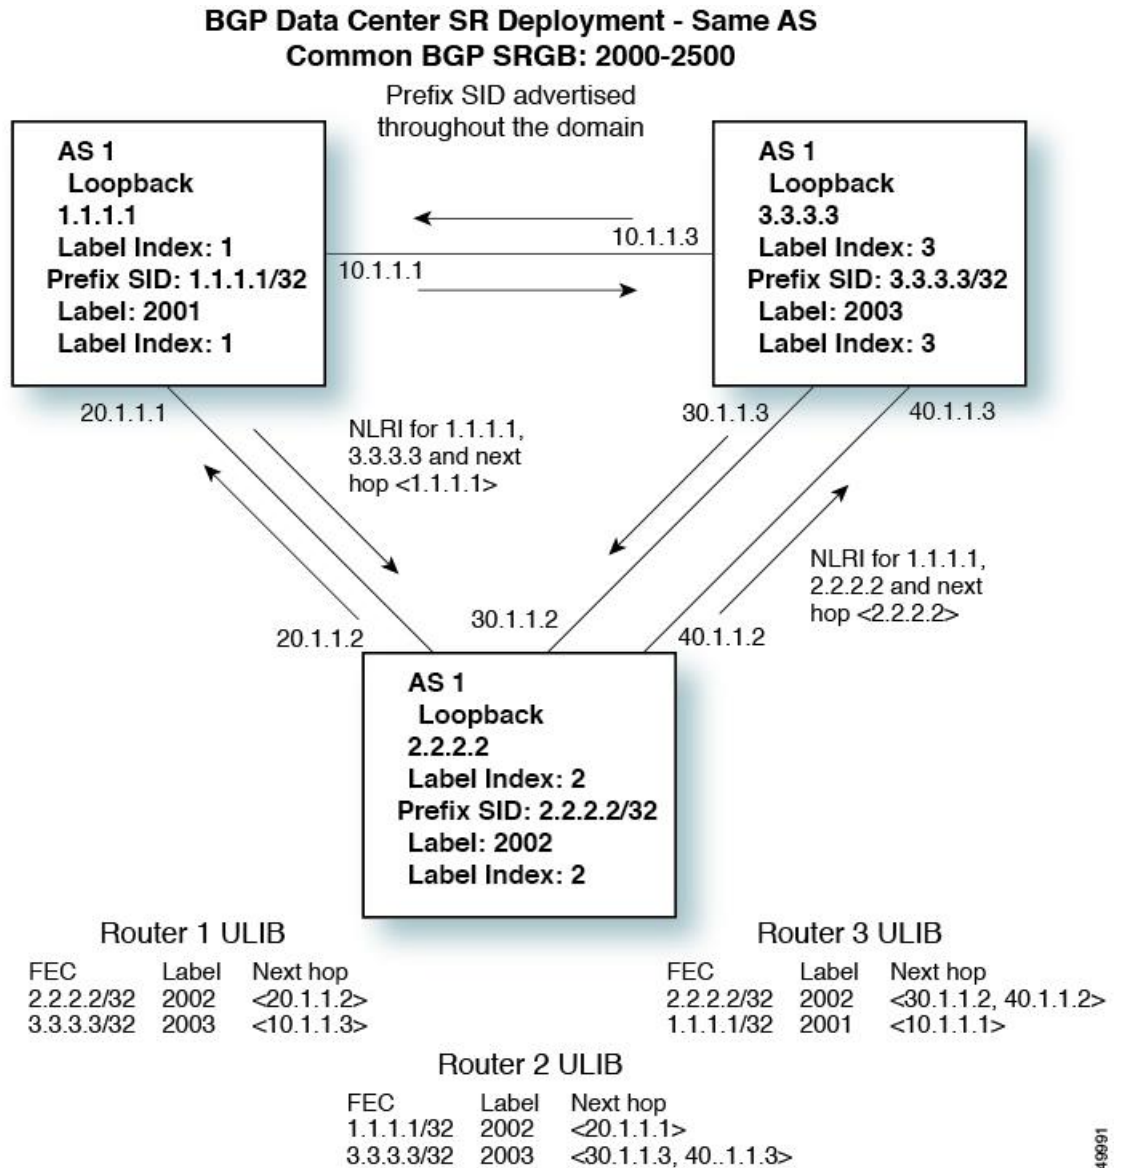 BGP Data Center SR Deployment - Same AS
Common BGP SRGB: 2000-2500
Prefix SID advertised
throughout the domain
AS 1
Loopback
1.1.1.1
Label Index: 1
Prefix SID: 1.1.1.1/32
Label: 2001
Label Index: 1
AS 1
Loopback
3.3.3.3
Label Index: 3
Prefix SID: 3.3.3.3/32
Label: 2003
Label Index: 3
10.1.1.3
10.1.1.1
20.1.1.1
30.1.1.3
40.1.1.3
NLRI for 1.1.1.1,
3.3.3.3 and next
hop <1.1.1.1>
NLRI for 1.1.1.1,
2.2.2.2 and next
hop <2.2.2.2>
20.1.1.2
30.1.1.2
40.1.1.2
AS 1
Loopback
2.2.2.2
Label Index: 2
Prefix SID: 2.2.2.2/32
Label: 2002
Label Index: 2
Router 1 ULIB
FEC Label Next hop
2.2.2.2/32 2002 <20.1.1.2>
3.3.3.3/32 2003 <10.1.1.3>
Router 3 ULIB
FEC Label Next hop
2.2.2.2/32 2002 <30.1.1.2, 40.1.1.2>
1.1.1.1/32 2001 <10.1.1.1>
Router 2 ULIB
FEC Label Next hop
1.1.1.1/32 2002 <20.1.1.1>
3.3.3.3/32 2003 <30.1.1.3, 40..1.1.3>